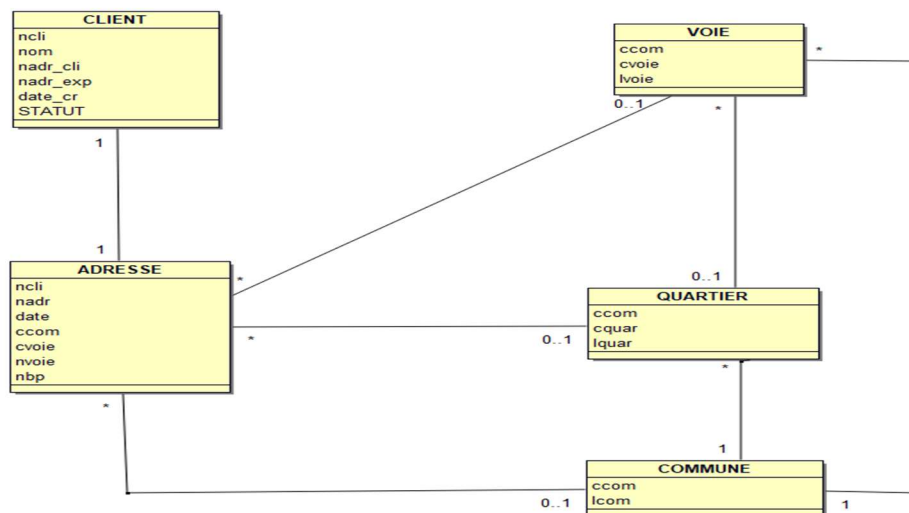 CLIENT
ncli
nom
nadr_cli
nadr_exp
date_cr
STATUT
1
1
ADRESSE
ncli
nadr
date
ccom
cvoie
nvoie
nbp
*
*
*
VOIE
ccom
cvoie
lvoie
*
0..1
*
0..1
QUARTIER
ccom
cquar
lquar
0..1
*
1
COMMUNE
ccom
lcom
0..1
1